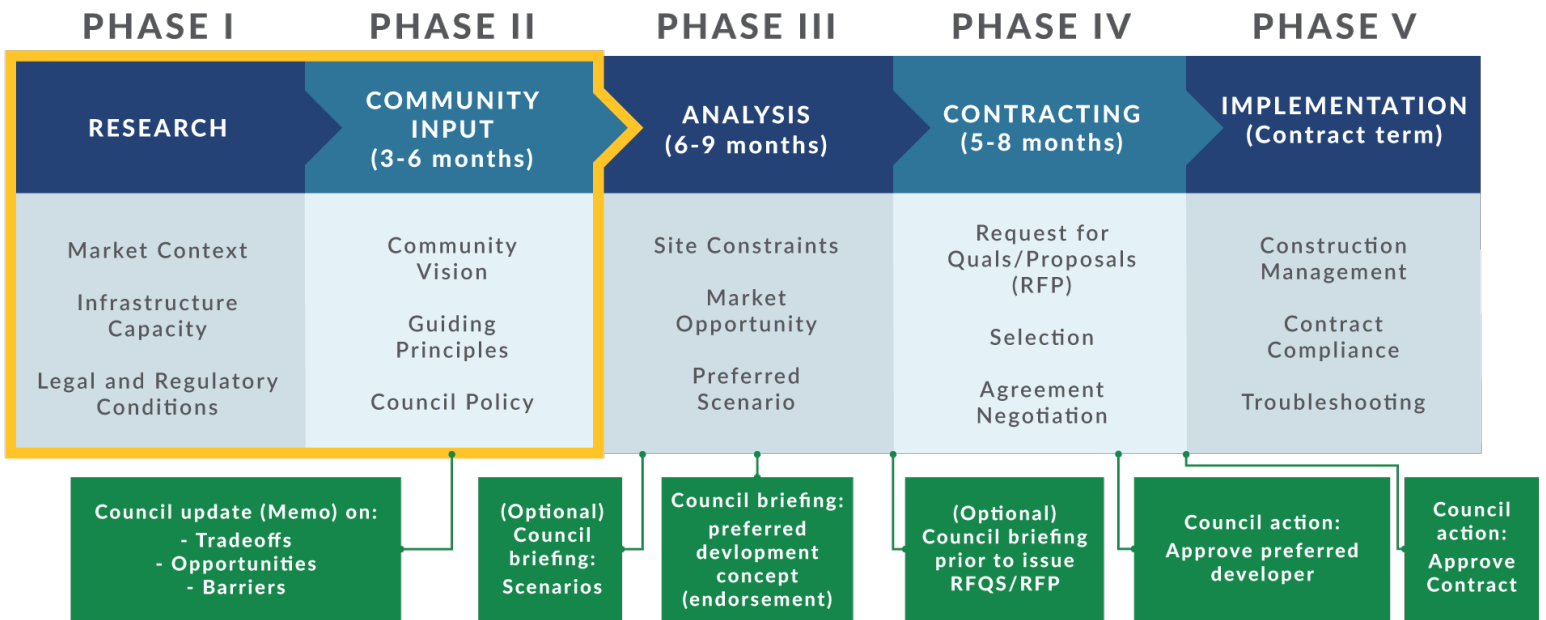 PHASE I
PHASE II
PHASE III
PHASE IV
PHASE V
RESEARCH
COMMUNITY
INPUT
(3-6 months)
ANALYSIS
(6-9 months)
CONTRACTING
(5-8 months)
IMPLEMENTATION
(Contract term)
Market Context
Infrastructure
Capacity
Legal and Regulatory
Conditions
Community
Vision
Guiding
Principles
Council Policy
Site Constraints
Market
Opportunity
Preferred
Scenario
Request for
Quals/Proposals
(RFP)
Selection
Agreement
Negotiation
Construction
Management
Contract
Compliance
Troubleshooting
Council update (Memo) on:
- Tradeoffs
- Opportunities
- Barriers
(Optional)
Council
briefing:
Scenarios
Council briefing:
preferred
devlopment
concept
(endorsement)
(Optional)
Council briefing
prior to issue
RFQS/RFP
Council action:
Approve preferred
developer
Council
action:
Approve
Contract